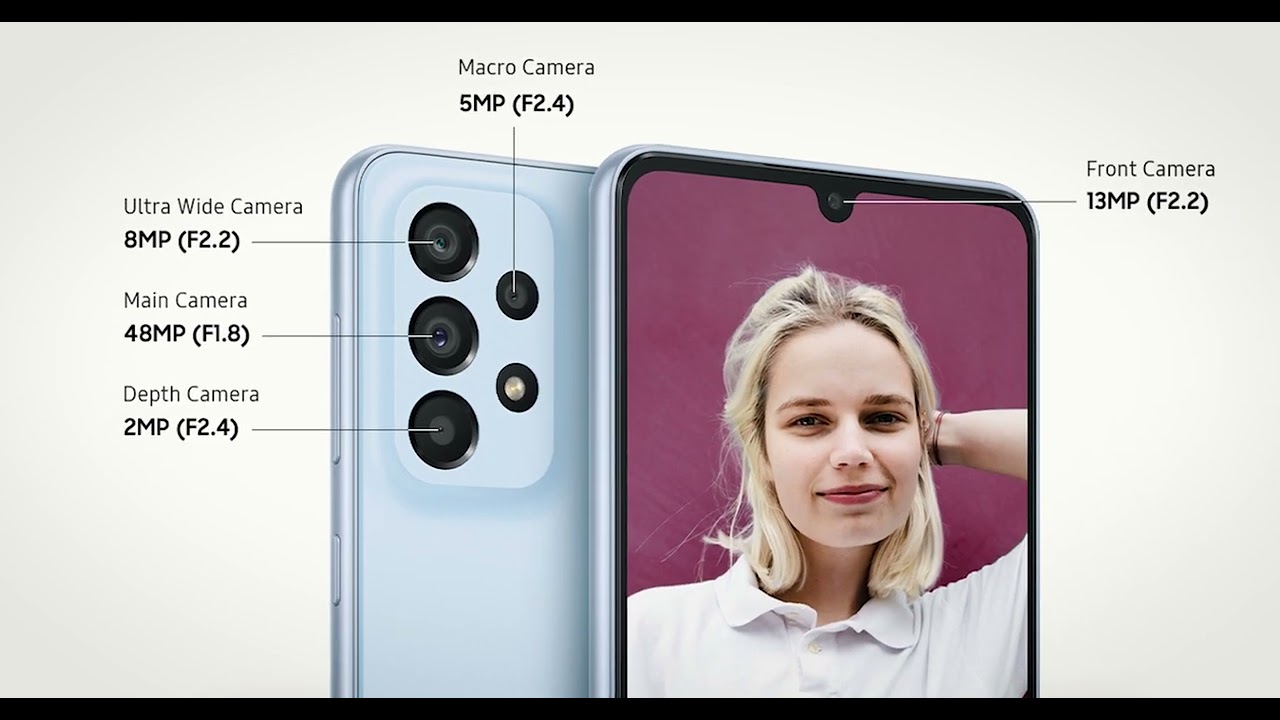 Macro Camera
5MP (F2.4)
Front Camera
13MP (F2.2)
Ultra Wide Camera
8MP (F2.2)
Main Camera
48MP (F1.8)
Depth Camera
2MP (F2.4)